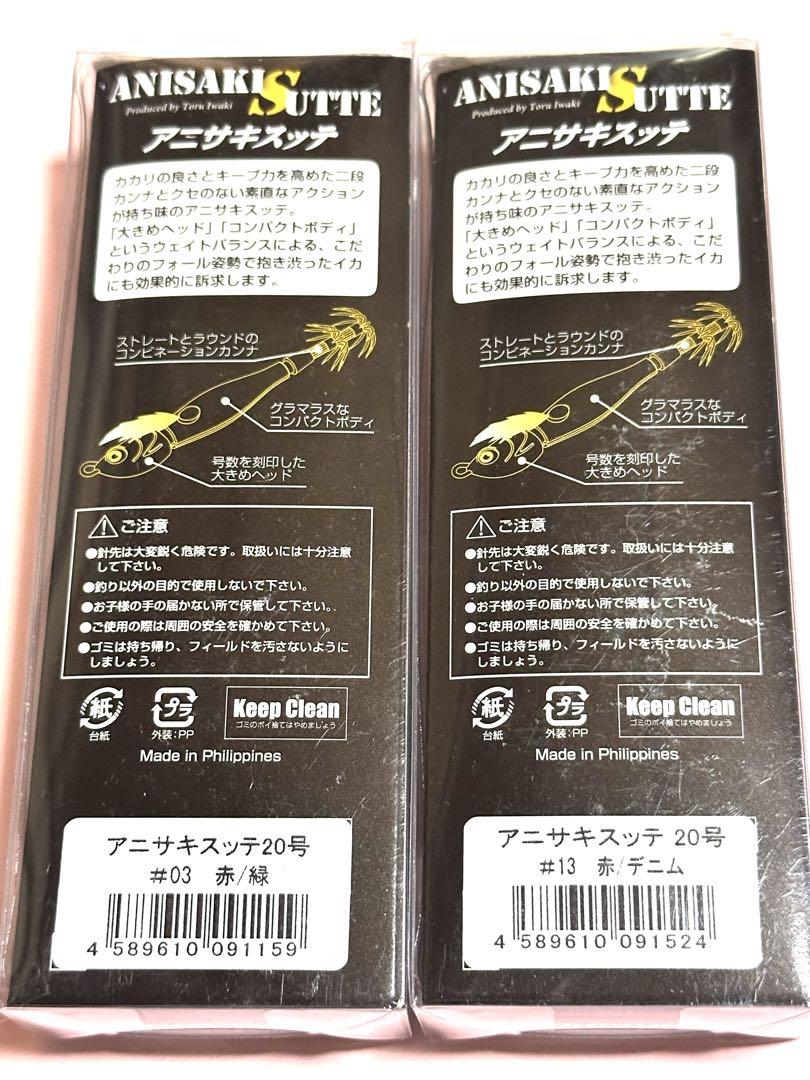 ANISAKI SUTTE
Produced by Toru Iwaki
アニサキスッテ
カカリの良さとキープ力を高めた二段
カンナとクセのない素直なアクション
が持ち味のアニサキスッテ。
「大きめヘッド」「コンパクトボディ」
というウェイトバランスによる、こだ
わりのフォール姿勢で抱き渋ったイカ
にも効果的に訴求します。
ストレートとラウンドの
コンビネーションカンナ
グラマラスな
コンパクトボディ
号数を刻印した
大きめヘッド
ご注意
●針先は大変鋭く危険です。取扱いには十分注意
して下さい。
●釣り以外の目的で使用しないで下さい。
●お子様の手の届かない所で保管して下さい。
●ご使用の際は周囲の安全を確かめて下さい。
●ゴミは持ち帰り、フィールドを汚さないように
しましょう。
紙
台紙
プラ
外装:PP
Keep Clean
ゴミのポイ捨てはやめましょう
Made in Philippines
アニサキスッテ20号
#03 赤/緑
4 589610 091159
ANISAKI SUTTE
Produced by Toru Iwaki
アニサキスッテ
カカリの良さとキープ力を高めた二段
カンナとクセのない素直なアクション
が持ち味のアニサキスッテ。
「大きめヘッド」「コンパクトボディ」
というウェイトバランスによる、こだ
わりのフォール姿勢で抱き渋ったイカ
にも効果的に訴求します。
ストレートとラウンドの
コンビネーションカンナ
グラマラスな
コンパクトボディ
号数を刻印した
大きめヘッド
ご注意
●針先は大変鋭く危険です。取扱いには十分注意
して下さい。
●釣り以外の目的で使用しないで下さい。
●お子様の手の届かない所で保管して下さい。
●ご使用の際は周囲の安全を確かめて下さい。
●ゴミは持ち帰り、フィールドを汚さないように
しましょう。
紙
台紙
プラ
外装:PP
Keep Clean
ゴミのポイ捨てはやめましょう
Made in Philippines
アニサキスッテ 20号
#13 赤/デニム
4 589610 091524